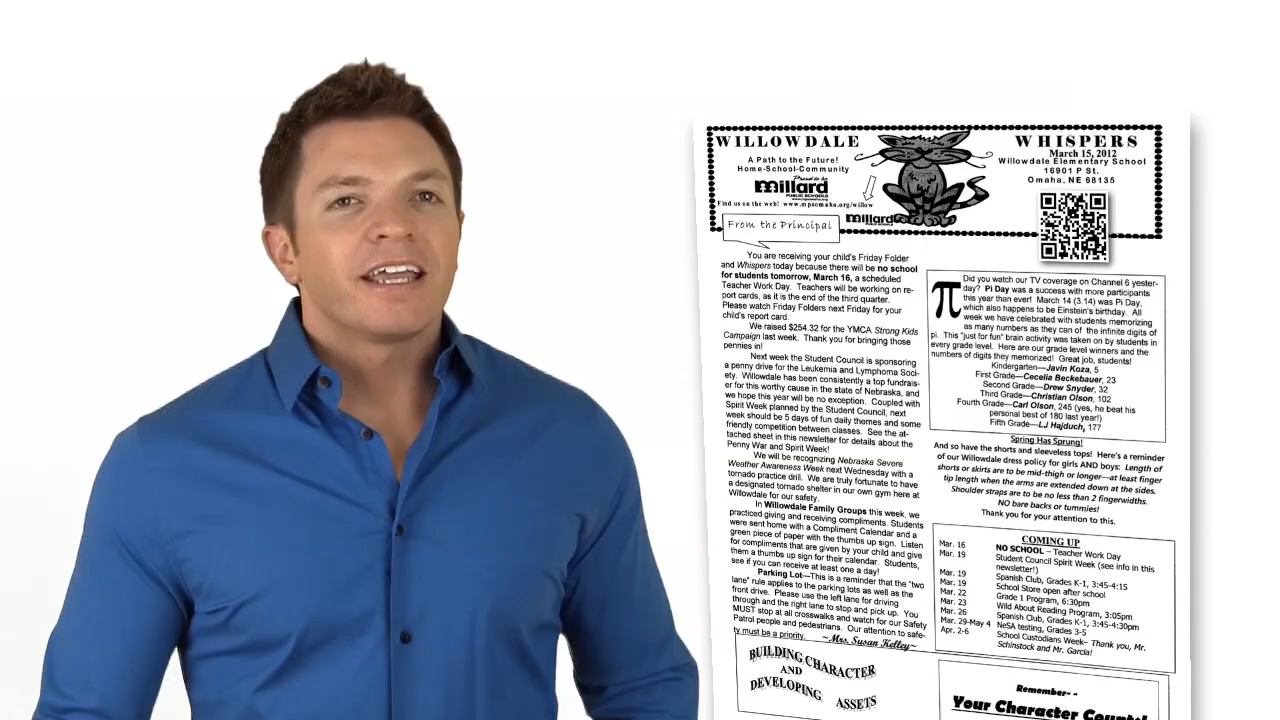 WILLOWDALE
A Path to the Future!
Home-School-Community
Proud to be
Millard
PUBLIC SCHOOLS
Find us on the web! www.mpsomaha.org/willow
Millard
WHISPERS
March 15, 2012
Willowdale Elementary School
16901 P St.
Omaha, NE 68135
From the Principal
You are receiving your child's Friday Folder
and Whispers today because there will be no school
for students tomorrow, March 16, a scheduled
Teacher Work Day. Teachers will be working on re-
port cards, as it is the end of the third quarter.
Please watch Friday Folders next Friday for your
child's report card.
We raised $254.32 for the YMCA Strong Kids
Campaign last week. Thank you for bringing those
pennies in!
Next week the Student Council is sponsoring
a penny drive for the Leukemia and Lymphoma Soci-
ety. Willowdale has been consistently a top fundrais-
er for this worthy cause in the state of Nebraska, and
we hope this year will be no exception. Coupled with
Spirit Week planned by the Student Council, next
week should be 5 days of fun daily themes and some
friendly competition between classes. See the at-
tached sheet in this newsletter for details about the
Penny War and Spirit Week!
We will be recognizing Nebraska Severe
Weather Awareness Week next Wednesday with a
tornado practice drill. We are truly fortunate to have
a designated tornado shelter in our own gym here at
Willowdale for our safety.
In Willowdale Family Groups this week, we
practiced giving and receiving compliments. Students
were sent home with a Compliment Calendar and a
green piece of paper with the thumbs up sign. Listen
for compliments that are given by your child and give
them a thumbs up sign for their calendar. Students,
see if you can receive at least one a day!
Parking Lot—This is a reminder that the "two
lane" rule applies to the parking lots as well as the
front drive. Please use the left lane for driving
through and the right lane to stop and pick up. You
MUST stop at all crosswalks and watch for our Safety
Patrol people and pedestrians. Our attention to safe-
ty must be a priority. ~Mrs. Susan Kelley~
BUILDING CHARACTER
AND
DEVELOPING ASSETS
π
Did you watch our TV coverage on Channel 6 yester-
day? Pi Day was a success with more participants
this year than ever! March 14 (3.14) was Pi Day,
which also happens to be Einstein's birthday. All
week we have celebrated with students memorizing
as many numbers as they can of the infinite digits of
pi. This "just for fun" brain activity was taken on by students in
every grade level. Here are our grade level winners and the
numbers of digits they memorized! Great job, students!
Kindergarten—Javin Koza, 5
First Grade—Cecelia Beckebauer, 23
Second Grade—Drew Snyder, 32
Third Grade—Christian Olson, 102
Fourth Grade—Carl Olson, 245 (yes, he beat his
personal best of 180 last year!)
Fifth Grade—LJ Hajduch, 177
Spring Has Sprung!
And so have the shorts and sleeveless tops! Here's a reminder
of our Willowdale dress policy for girls AND boys: Length of
shorts or skirts are to be mid-thigh or longer—at least finger
tip length when the arms are extended down at the sides.
Shoulder straps are to be no less than 2 fingerwidths.
NO bare backs or tummies!
Thank you for your attention to this.
COMING UP
Mar. 16 NO SCHOOL – Teacher Work Day
Mar. 19 Student Council Spirit Week (see info in this
newsletter!)
Mar. 19 Spanish Club, Grades K-1, 3:45-4:15
Mar. 19 School Store open after school
Mar. 22 Grade 1 Program, 6:30pm
Mar. 23 Wild About Reading Program, 3:05pm
Mar. 26 Spanish Club, Grades K-1, 3:45-4:30pm
Mar. 29-May 4 NeSA testing, Grades 3-5
Apr. 2-6 School Custodians Week– Thank you, Mr.
Schinstock and Mr. Garcia!
Remember- -
Your Character Counts!